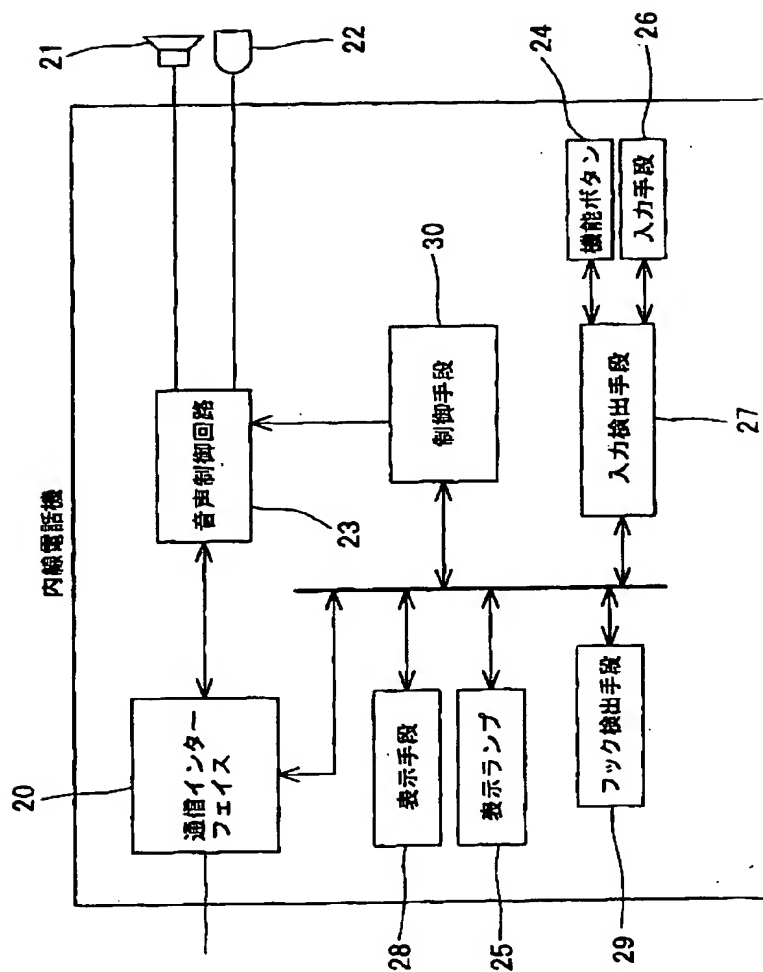 内線電話機
20
通信インター
フェイス
音声制御回路
23
21
22
制御手段
30
表示手段
28
表示ランプ
25
フック検出手段
29
入力検出手段
27
機能ボタン
24
入力手段
26